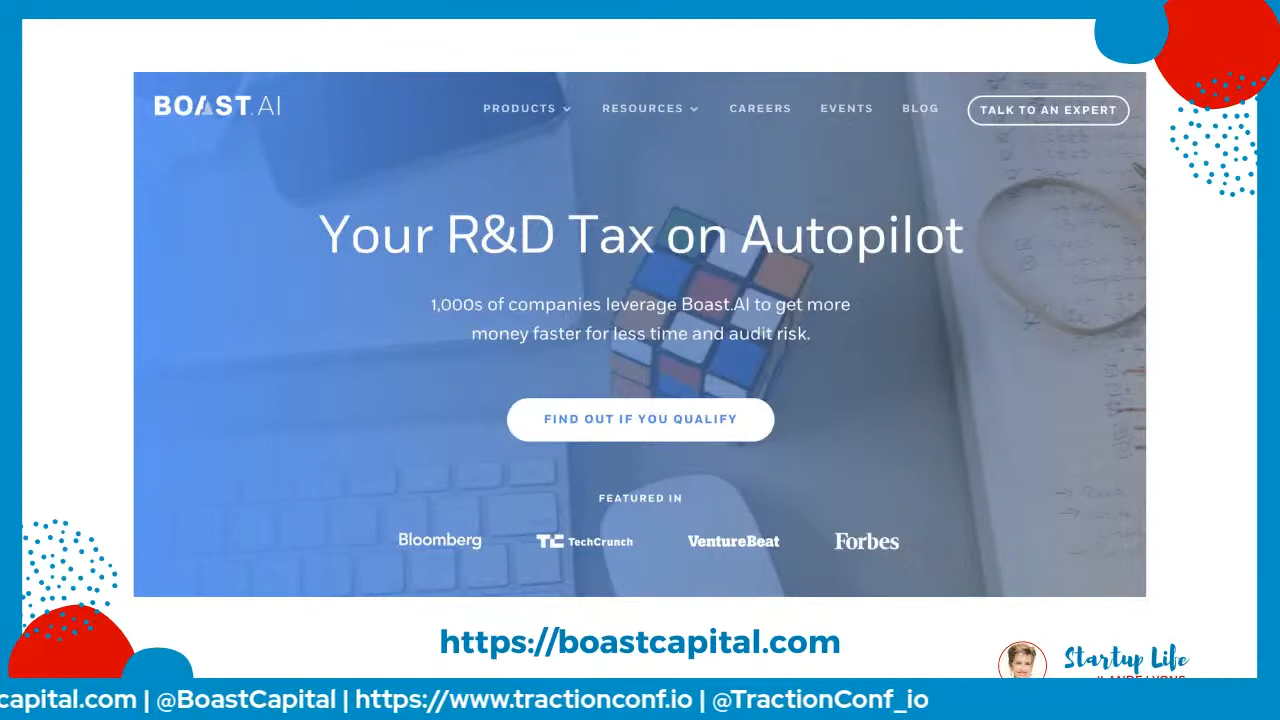 BOAST.AI
PRODUCTS RESOURCES CAREERS EVENTS BLOG TALK TO AN EXPERT
Your R&D Tax on Autopilot
1,000s of companies leverage Boast.AI to get more
money faster for less time and audit risk.
FIND OUT IF YOU QUALIFY
FEATURED IN
Bloomberg TC TechCrunch VentureBeat Forbes
https://boastcapital.com
Startup Life
capital.com | @BoastCapital | https://www.tractionconf.io | @TractionConf_io